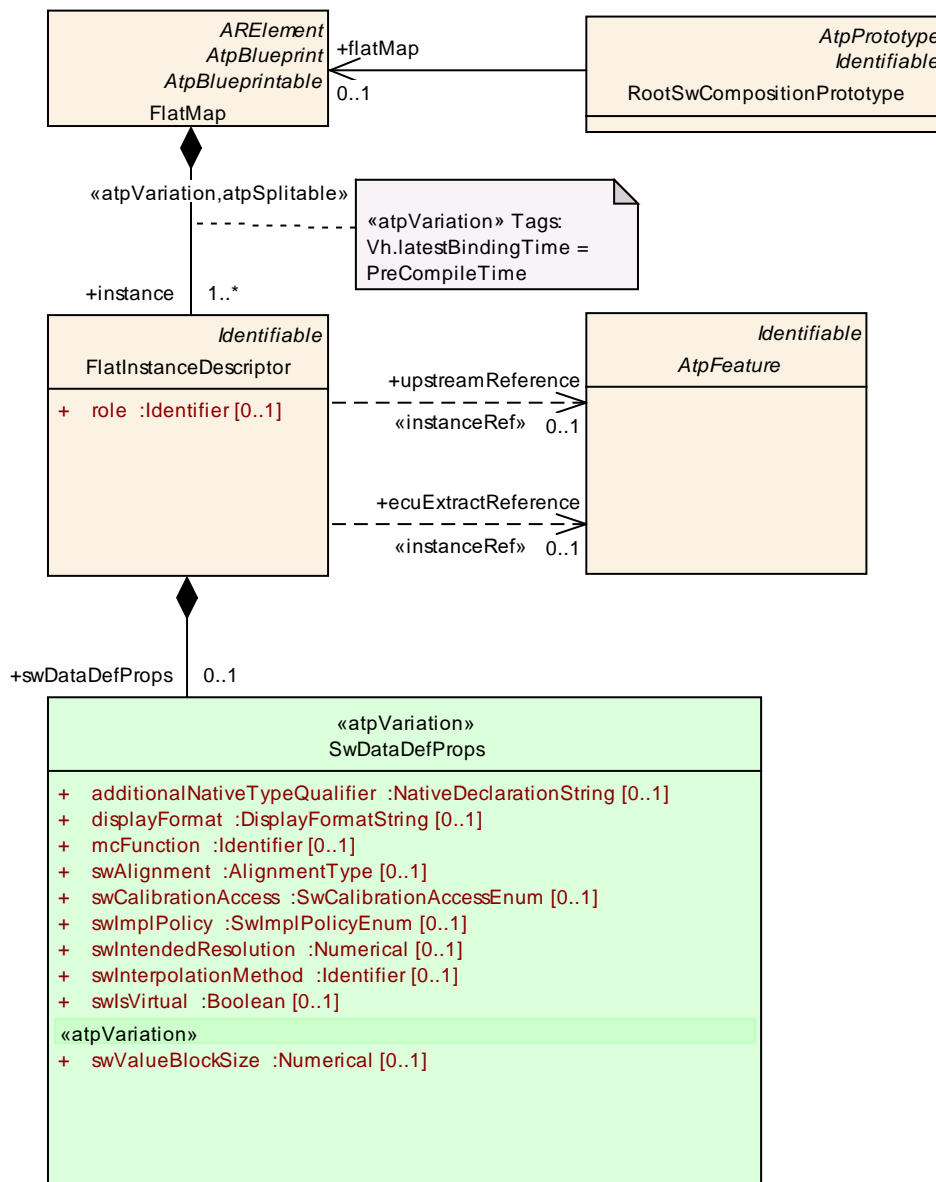 ARElement
AtpBlueprint
AtpBlueprintable
FlatMap
+flatMap
0..1
AtpPrototype
Identifiable
RootSwCompositionPrototype
«atpVariation,atpSplitable»
«atpVariation» Tags:
Vh.latestBindingTime =
PreCompileTime
+instance 1..*
Identifiable
FlatInstanceDescriptor
+ role :Identifier [0..1]
+upstreamReference
«instanceRef» 0..1
+ecuExtractReference
«instanceRef» 0..1
Identifiable
AtpFeature
+swDataDefProps 0..1
«atpVariation»
SwDataDefProps
+ additionalNativeTypeQualifier :NativeDeclarationString [0..1]
+ displayFormat :DisplayFormatString [0..1]
+ mcFunction :Identifier [0..1]
+ swAlignment :AlignmentType [0..1]
+ swCalibrationAccess :SwCalibrationAccessEnum [0..1]
+ swImplPolicy :SwImplPolicyEnum [0..1]
+ swIntendedResolution :Numerical [0..1]
+ swInterpolationMethod :Identifier [0..1]
+ swIsVirtual :Boolean [0..1]
«atpVariation»
+ swValueBlockSize :Numerical [0..1]